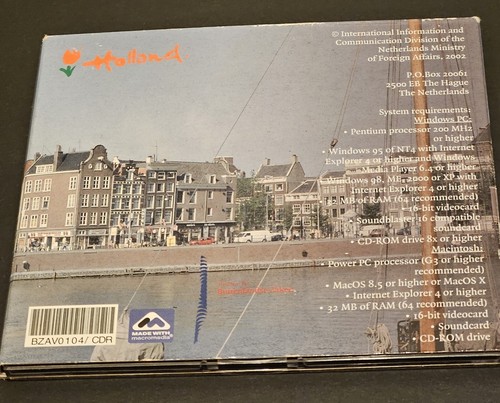 Holland
© International Information and
Communication Division of the
Netherlands Ministry
of Foreign Affairs, 2002
P.O.Box 20061
2500 EB The Hague
The Netherlands
System requirements:
Windows PC:
• Pentium processor 200 MHz
or higher
• Windows 95 of NT4 with Internet
Explorer 4 or higher and Windows
Media Player 6.4 or higher
• Windows 98, ME, 2000 or XP with
Internet Explorer 4 or higher
• 32 MB of RAM (64 recommended)
• 16-bit videocard
• Soundblaster 16 compatible
soundcard
• CD-ROM drive 8x or higher
Macintosh:
• Power PC processor (G3 or higher
recommended)
• MacOS 8.5 or higher or MacOS X
• Internet Explorer 4 or higher
• 32 MB of RAM (64 recommended)
• 16-bit videocard
• Soundcard
• CD-ROM drive
BZAV0104/ CDR
MADE WITH
macromedia